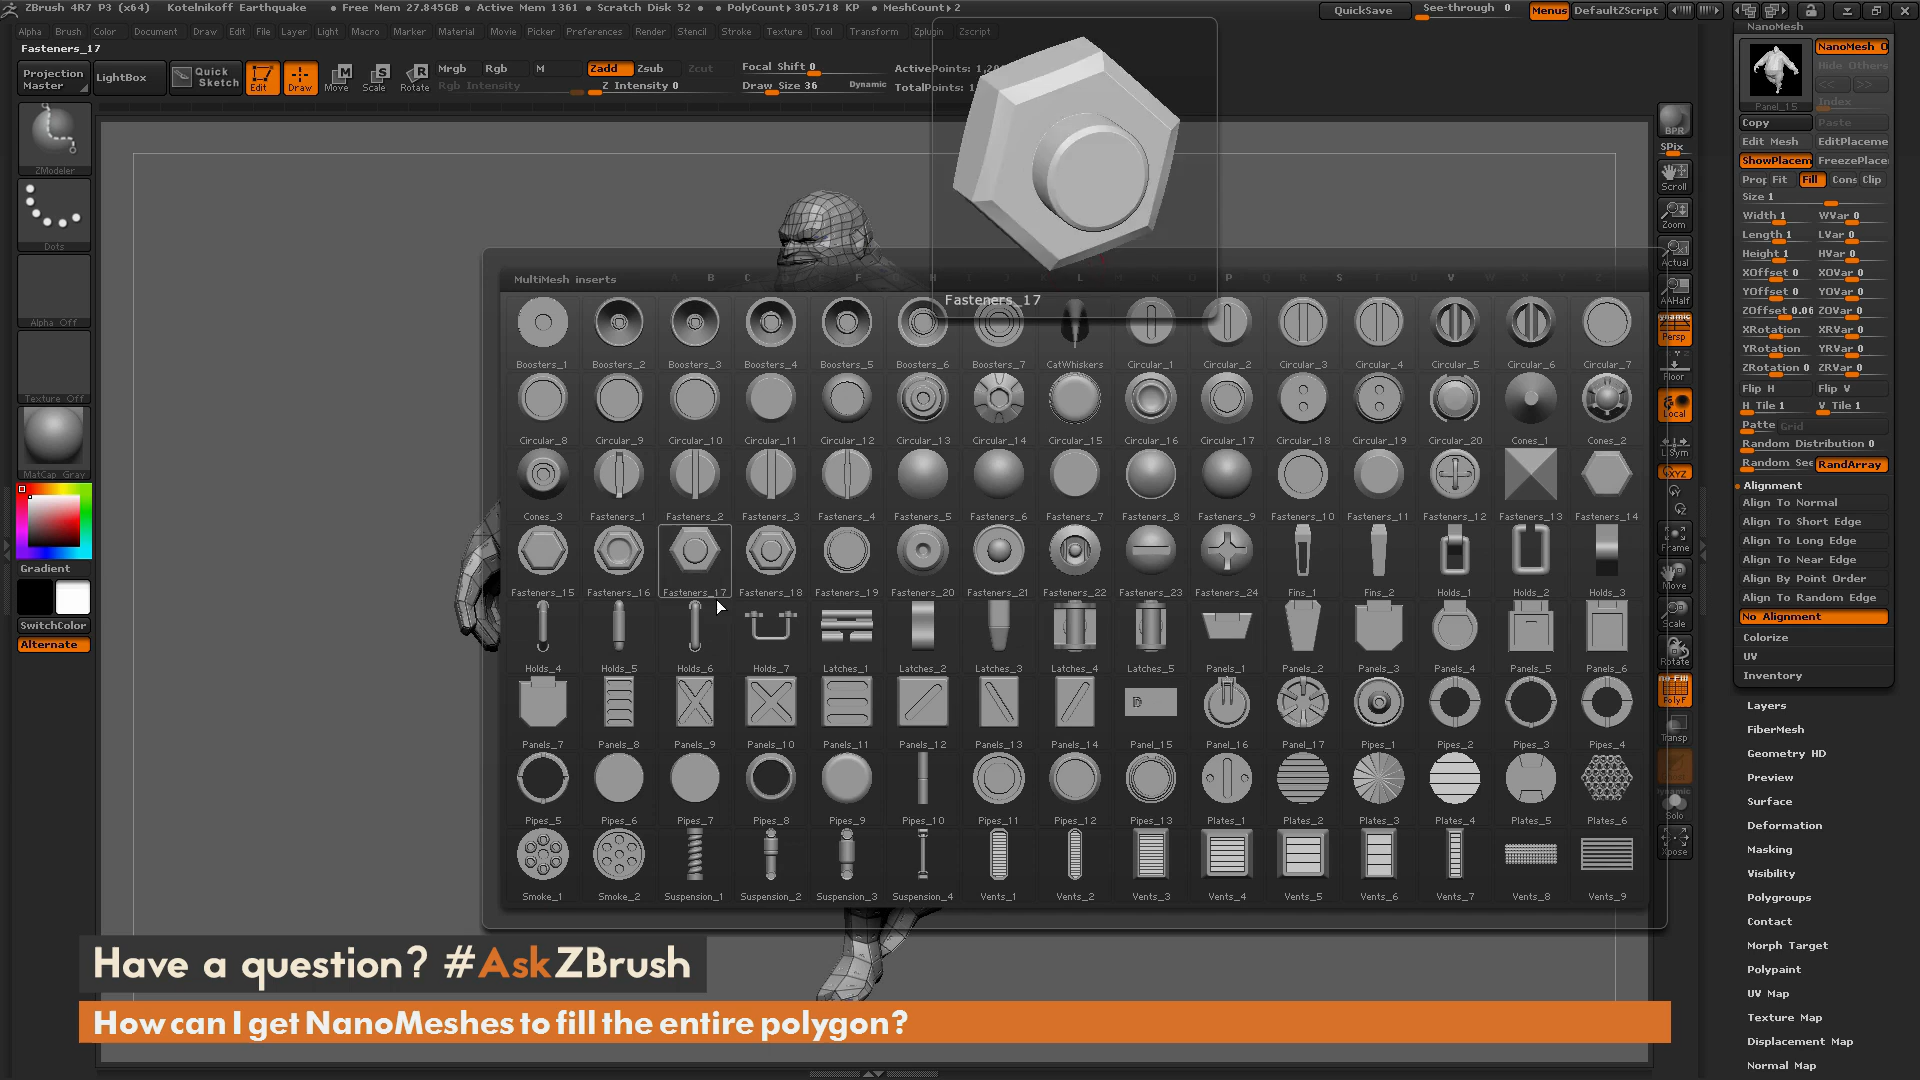 ZBrush 4R7 P3 (x64) Kotelnikoff Earthquake • Free Mem 27.845GB • Active Mem 1361 • Scratch Disk 52 • • PolyCount▸ 305.718 KP • MeshCount▸ 2 QuickSave See-through 0 Menus DefaultZScript
Alpha Brush Color Document Draw Edit File Layer Light Macro Marker Material Movie Picker Preferences Render Stencil Stroke Texture Tool Transform Zplugin Zscript
Fasteners_17
Projection Master LightBox Quick Sketch Edit Draw Move Scale Rotate
Mrgb Rgb M Zadd Zsub Zcut Focal Shift 0
Rgb Intensity Z Intensity 0 Draw Size 36 Dynamic
ActivePoints:
TotalPoints:
ZModeler
Dots
Alpha Off
Texture Off
MatCap Gray
Gradient
SwitchColor
Alternate
MultiMesh inserts
Fasteners_17
Boosters_1 Boosters_2 Boosters_3 Boosters_4 Boosters_5 Boosters_6 Boosters_7 CatWhiskers Circular_1 Circular_2 Circular_3 Circular_4 Circular_5 Circular_6 Circular_7
Circular_8 Circular_9 Circular_10 Circular_11 Circular_12 Circular_13 Circular_14 Circular_15 Circular_16 Circular_17 Circular_18 Circular_19 Circular_20 Cones_1 Cones_2
Cones_3 Fasteners_1 Fasteners_2 Fasteners_3 Fasteners_4 Fasteners_5 Fasteners_6 Fasteners_7 Fasteners_8 Fasteners_9 Fasteners_10 Fasteners_11 Fasteners_12 Fasteners_13 Fasteners_14
Fasteners_15 Fasteners_16 Fasteners_17 Fasteners_18 Fasteners_19 Fasteners_20 Fasteners_21 Fasteners_22 Fasteners_23 Fasteners_24 Fins_1 Fins_2 Holds_1 Holds_2 Holds_3
Holds_4 Holds_5 Holds_6 Holds_7 Latches_1 Latches_2 Latches_3 Latches_4 Latches_5 Panels_1 Panels_2 Panels_3 Panels_4 Panels_5 Panels_6
Panels_7 Panels_8 Panels_9 Panels_10 Panels_11 Panels_12 Panels_13 Panels_14 Panel_15 Panel_16 Panel_17 Pipes_1 Pipes_2 Pipes_3 Pipes_4
Pipes_5 Pipes_6 Pipes_7 Pipes_8 Pipes_9 Pipes_10 Pipes_11 Pipes_12 Pipes_13 Plates_1 Plates_2 Plates_3 Plates_4 Plates_5 Plates_6
Smoke_1 Smoke_2 Suspension_1 Suspension_2 Suspension_3 Suspension_4 Vents_1 Vents_2 Vents_3 Vents_4 Vents_5 Vents_6 Vents_7 Vents_8 Vents_9
Have a question? #AskZBrush
How can I get NanoMeshes to fill the entire polygon?
BPR
SPix
Scroll
Zoom
Actual
AAHalf
Persp
Floor
Local
L.Sym
XYZ
Frame
Move
Scale
Rotate
PolyF
Transp
Solo
Xpose
NanoMesh
NanoMesh O
Hide Others
<< >>
Index
Panel_15
Copy Paste
Edit Mesh EditPlaceme
ShowPlacem FreezePlace
Prop Fit Fill Cons Clip
Size 1
Width 1 WVar 0
Length 1 LVar 0
Height 1 HVar 0
XOffset 0 XOVar 0
YOffset 0 YOVar 0
ZOffset 0.06 ZOVar 0
XRotation XRVar 0
YRotation YRVar 0
ZRotation 0 ZRVar 0
Flip H Flip V
H Tile 1 V Tile 1
Patte Grid
Random Distribution 0
Random See RandArray
Alignment
Align To Normal
Align To Short Edge
Align To Long Edge
Align To Near Edge
Align By Point Order
Align To Random Edge
No Alignment
Colorize
UV
Inventory
Layers
FiberMesh
Geometry HD
Preview
Surface
Deformation
Masking
Visibility
Polygroups
Contact
Morph Target
Polypaint
UV Map
Texture Map
Displacement Map
Normal Map